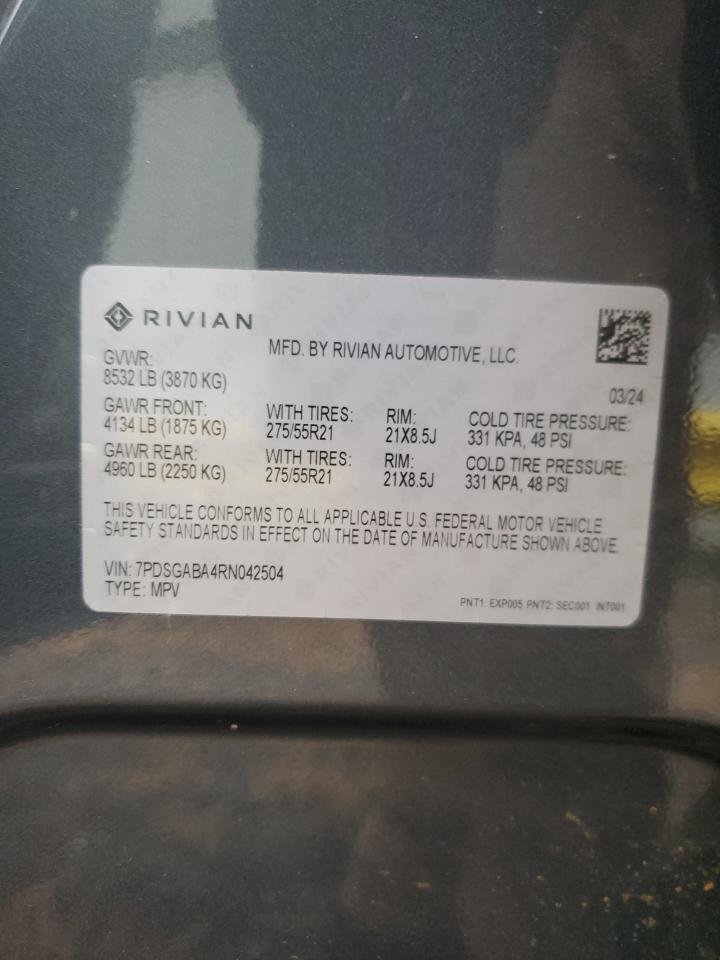 RIVIAN
MFD. BY RIVIAN AUTOMOTIVE, LLC.
GVWR:
8532 LB (3870 KG)
03/24
GAWR FRONT: WITH TIRES: RIM: COLD TIRE PRESSURE:
4134 LB (1875 KG) 275/55R21 21X8.5J 331 KPA, 48 PSI
GAWR REAR: WITH TIRES: RIM: COLD TIRE PRESSURE:
4960 LB (2250 KG) 275/55R21 21X8.5J 331 KPA, 48 PSI
THIS VEHICLE CONFORMS TO ALL APPLICABLE U.S. FEDERAL MOTOR VEHICLE
SAFETY STANDARDS IN EFFECT ON THE DATE OF MANUFACTURE SHOWN ABOVE.
VIN: 7PDSGABA4RN042504
TYPE: MPV
PNT1: EXP005 PNT2: SEC001 INT001